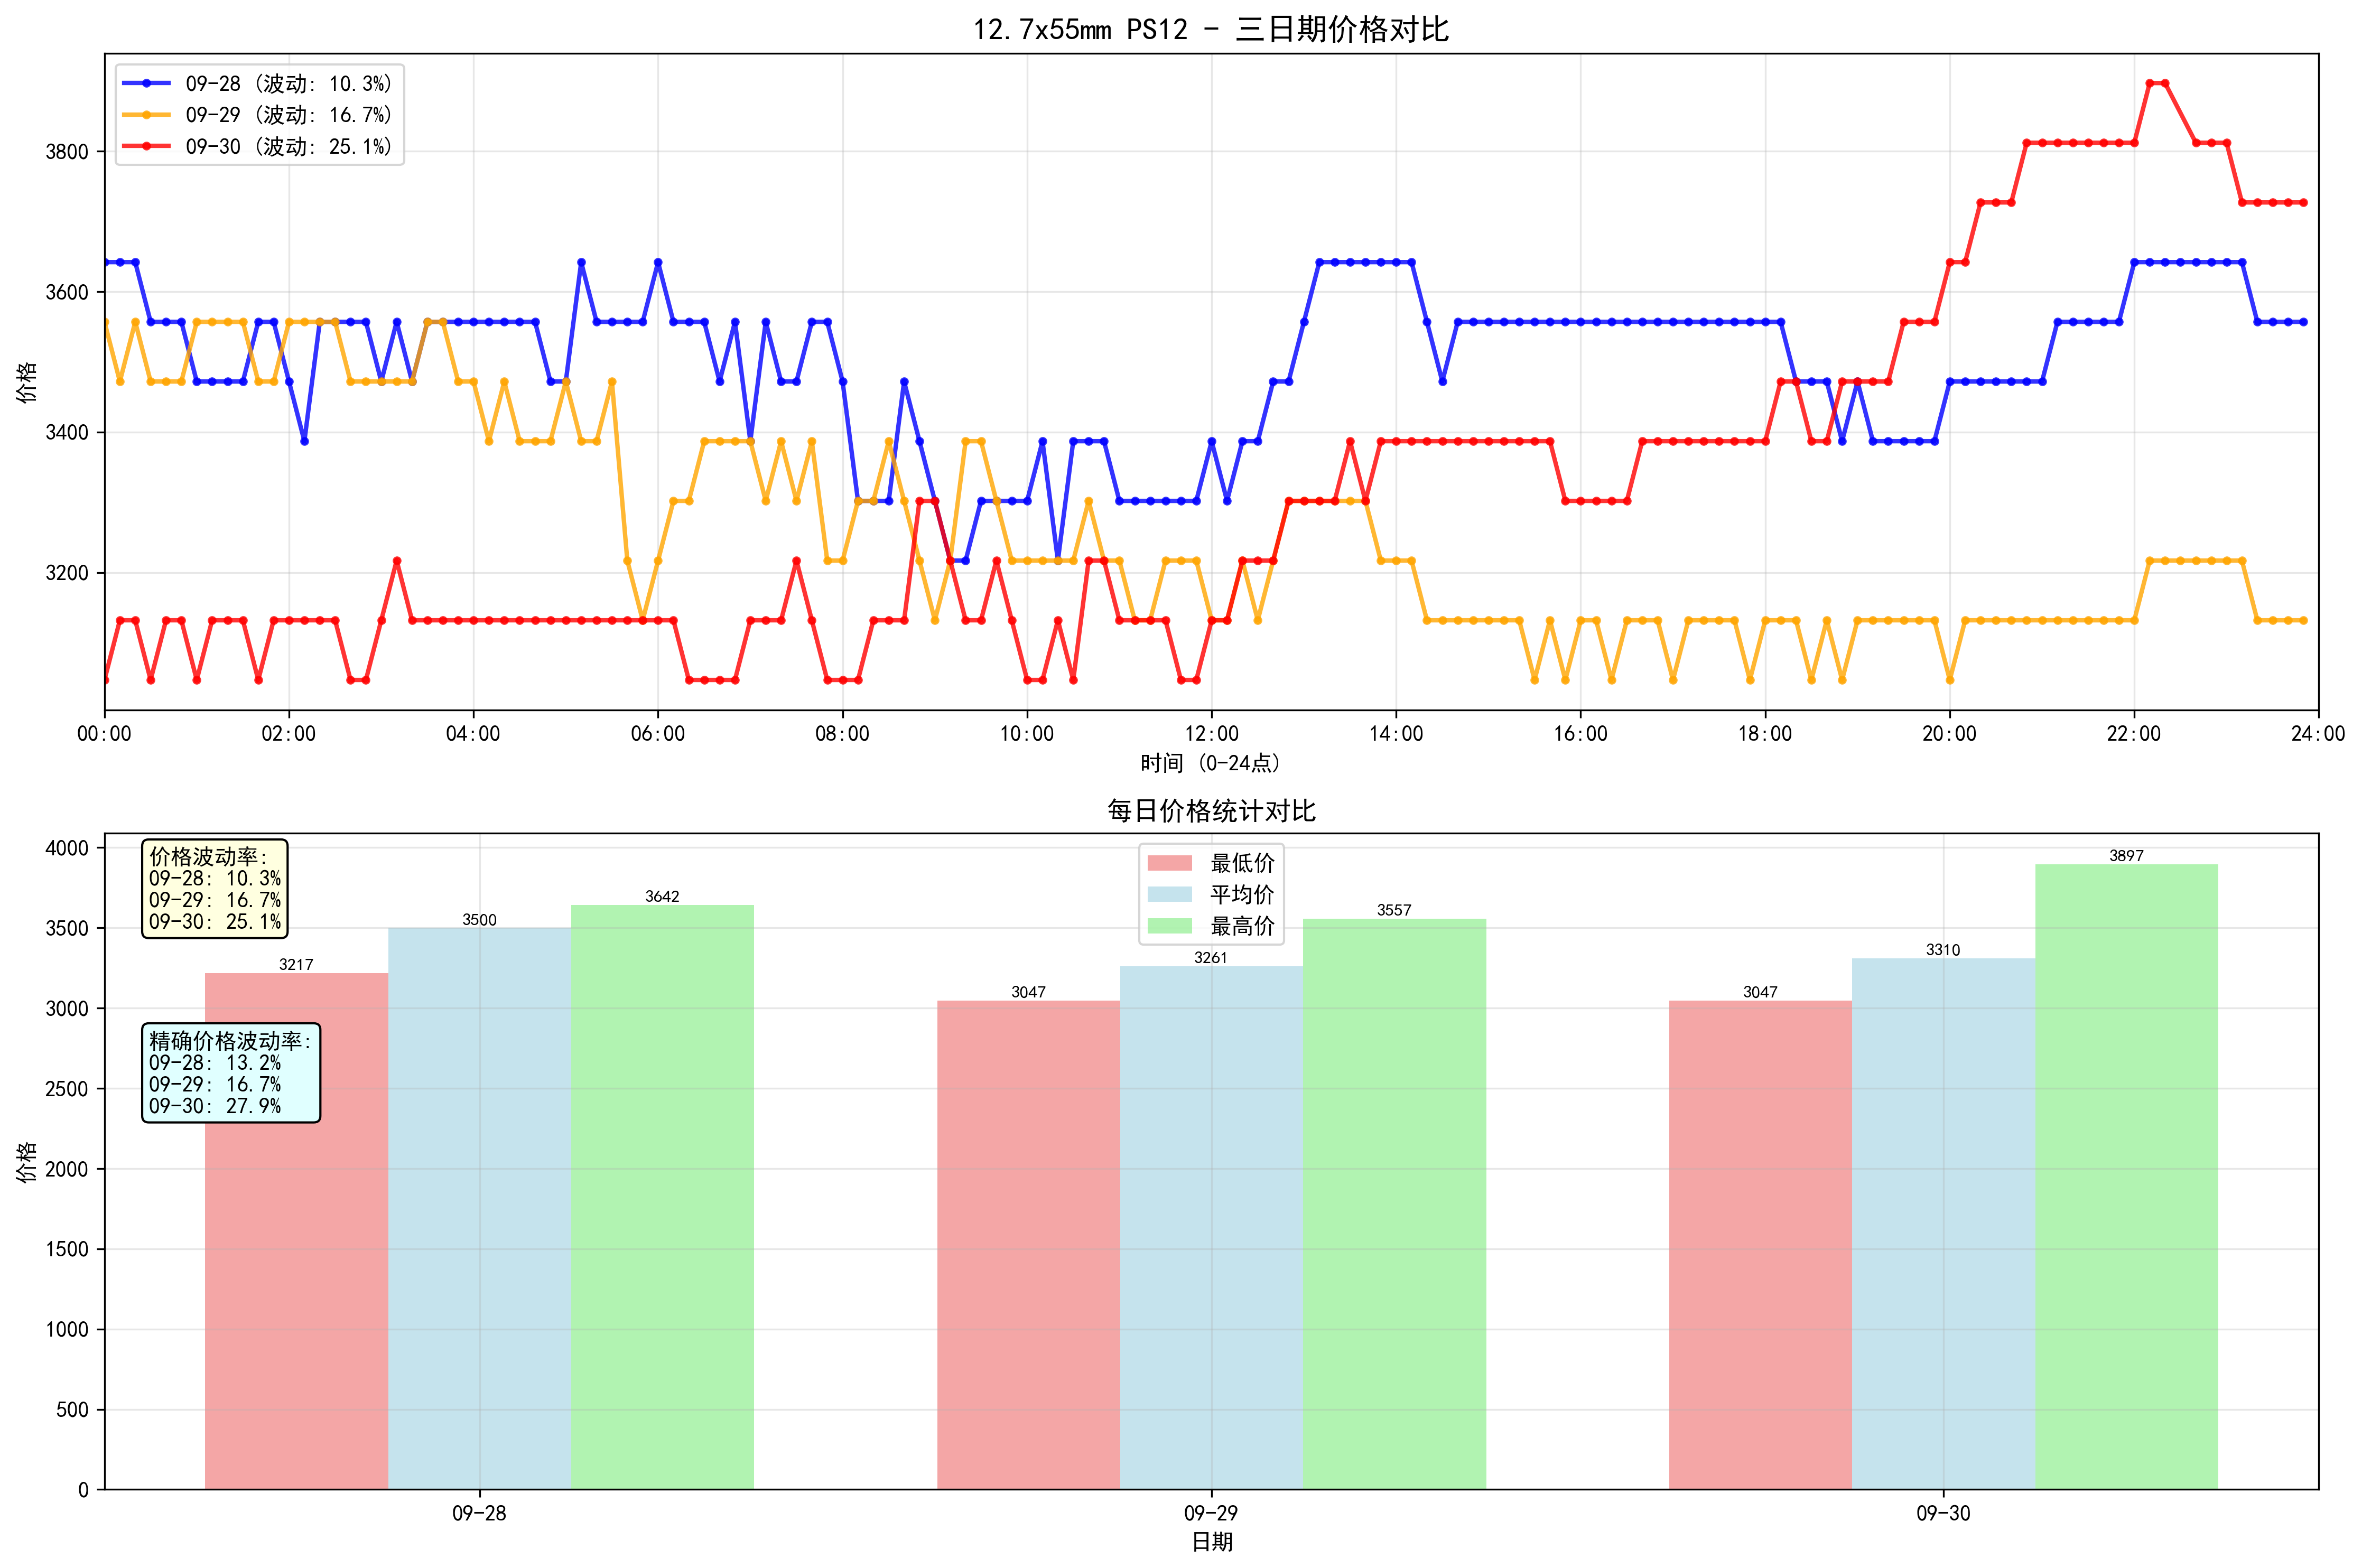 12.7x55mm PS12 - 三日期价格对比
09-28 (波动: 10.3%)
09-29 (波动: 16.7%)
09-30 (波动: 25.1%)
价格
3800
3600
3400
3200
00:00 02:00 04:00 06:00 08:00 10:00 12:00 14:00 16:00 18:00 20:00 22:00 24:00
时间 (0-24点)
每日价格统计对比
价格波动率:
09-28: 10.3%
09-29: 16.7%
09-30: 25.1%
精确价格波动率:
09-28: 13.2%
09-29: 16.7%
09-30: 27.9%
最低价
平均价
最高价
3217 3500 3642
3047 3261 3557
3047 3310 3897
价格
4000
3500
3000
2500
2000
1500
1000
500
0
09-28 09-29 09-30
日期